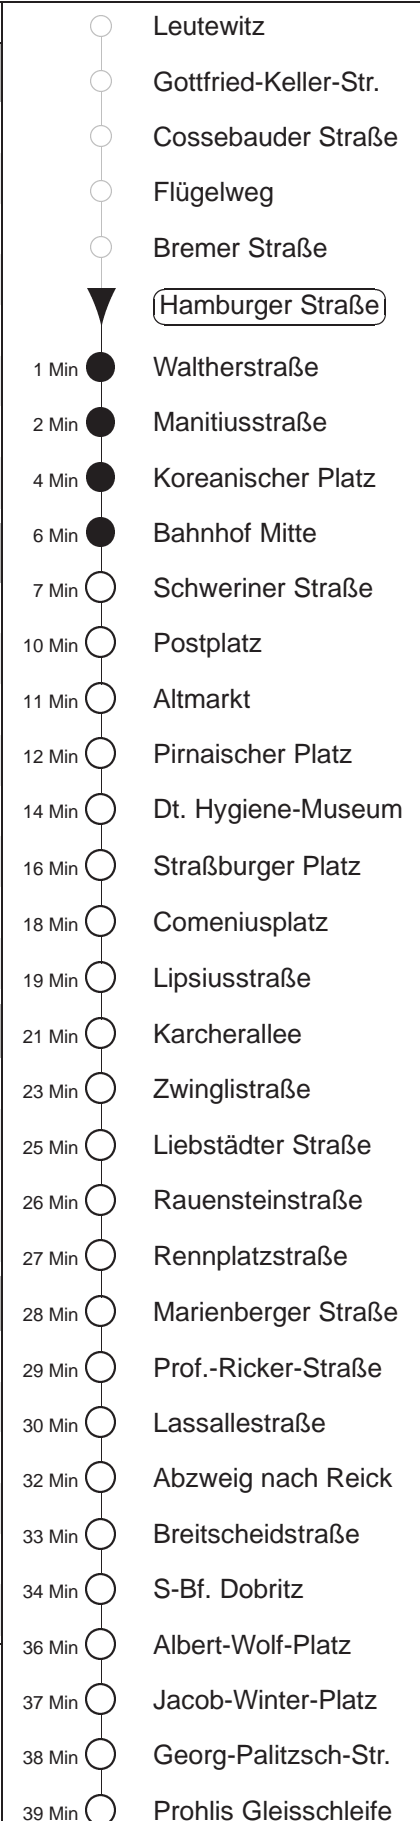 Leutewitz
Gottfried-Keller-Str.
Cossebauder Straße
Flügelweg
Bremer Straße
Hamburger Straße
1 Min Waltherstraße
2 Min Manitiusstraße
4 Min Koreanischer Platz
6 Min Bahnhof Mitte
7 Min Schweriner Straße
10 Min Postplatz
11 Min Altmarkt
12 Min Pirnaischer Platz
14 Min Dt. Hygiene-Museum
16 Min Straßburger Platz
18 Min Comeniusplatz
19 Min Lipsiusstraße
21 Min Karcherallee
23 Min Zwinglistraße
25 Min Liebstädter Straße
26 Min Rauensteinstraße
27 Min Rennplatzstraße
28 Min Marienberger Straße
29 Min Prof.-Ricker-Straße
30 Min Lassallestraße
32 Min Abzweig nach Reick
33 Min Breitscheidstraße
34 Min S-Bf. Dobritz
36 Min Albert-Wolf-Platz
37 Min Jacob-Winter-Platz
38 Min Georg-Palitzsch-Str.
39 Min Prohlis Gleisschleife